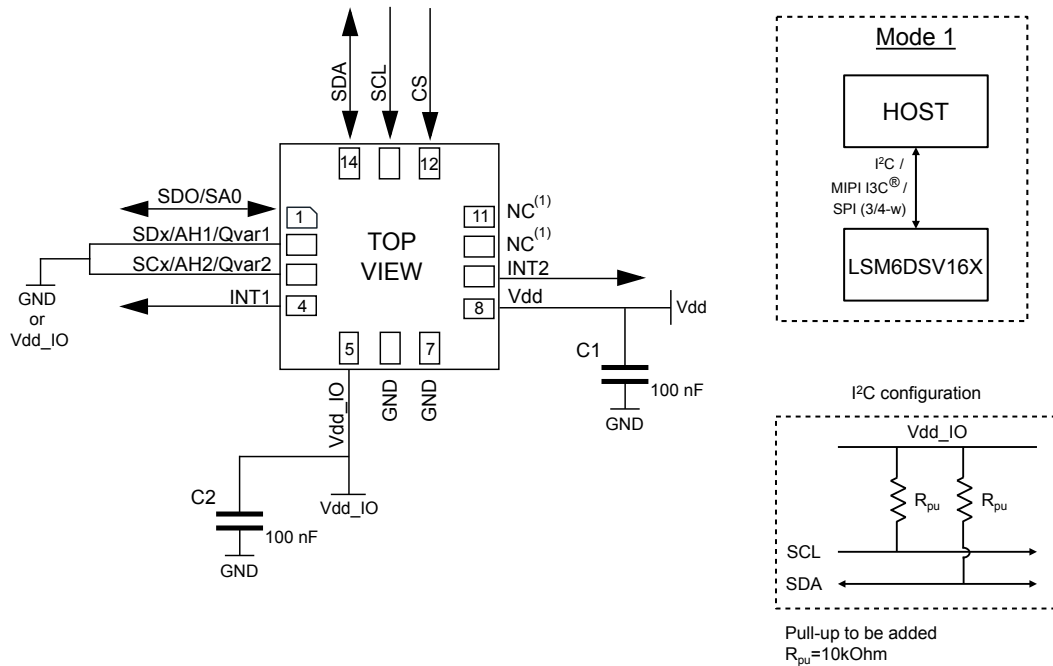 SDA
SCL
CS
14
12
SDO/SA0
1
11
NC(1)
SDx/AH1/Qvar1
NC(1)
TOP
VIEW
SCx/AH2/Qvar2
INT2
GND
or
Vdd_IO
INT1
4
8
Vdd
Vdd
5
7
Vdd_IO
GND
GND
C1
100 nF
GND
C2
100 nF
GND
Vdd_IO
Mode 1
HOST
I²C /
MIPI I3C® /
SPI (3/4-w)
LSM6DSV16X
I²C configuration
Vdd_IO
Rpu
Rpu
SCL
SDA
Pull-up to be added
Rpu=10kOhm